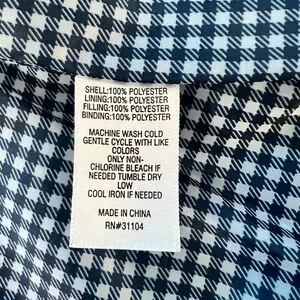 SHELL:100% POLYESTER
LINING:100% POLYESTER
FILLING:100% POLYESTER
BINDING:100% POLYESTER
MACHINE WASH COLD
GENTLE CYCLE WITH LIKE
COLORS
ONLY NON-
CHLORINE BLEACH IF
NEEDED TUMBLE DRY
LOW
COOL IRON IF NEEDED
MADE IN CHINA
RN#31104